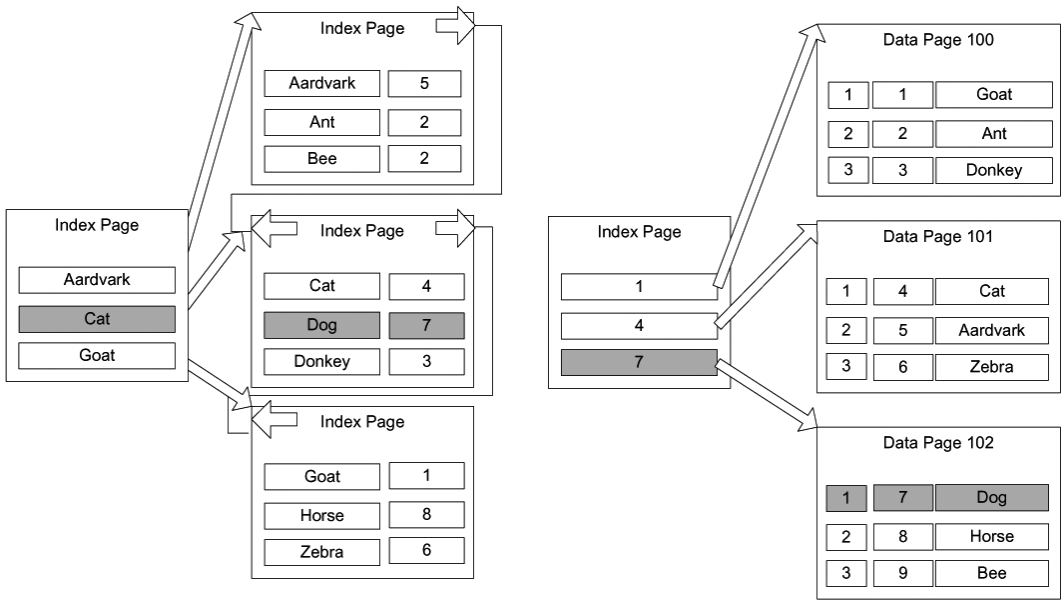 Index Page
Aardvark
Cat
Goat
Index Page
Aardvark 5
Ant 2
Bee 2
Index Page
Cat 4
Dog 7
Donkey 3
Index Page
Goat 1
Horse 8
Zebra 6
Index Page
1
4
7
Data Page 100
1 1 Goat
2 2 Ant
3 3 Donkey
Data Page 101
1 4 Cat
2 5 Aardvark
3 6 Zebra
Data Page 102
1 7 Dog
2 8 Horse
3 9 Bee